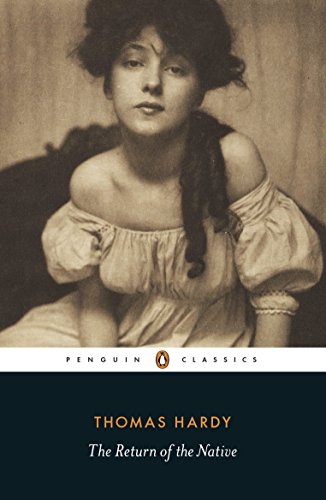 PENGUIN CLASSICS
THOMAS HARDY
The Return of the Native